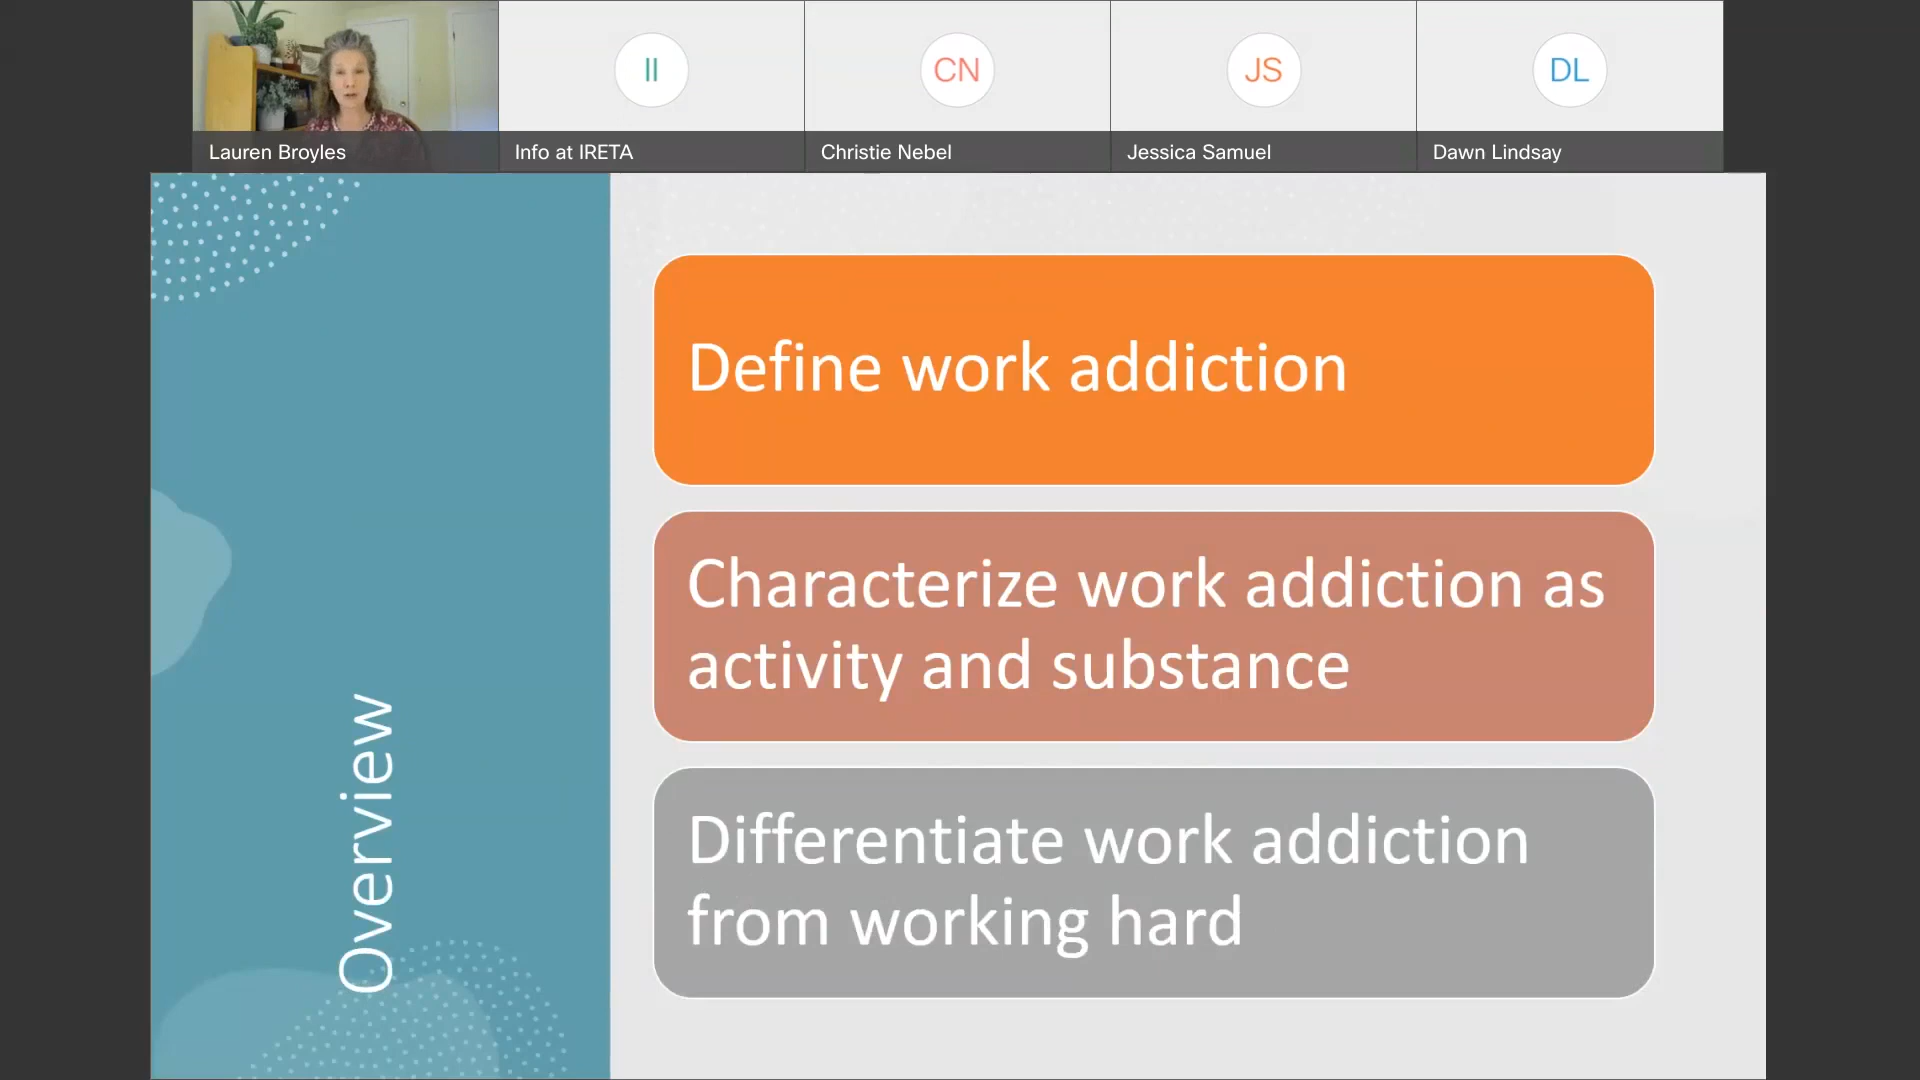 II
CN
JS
DL
Lauren Broyles
Info at IRETA
Christie Nebel
Jessica Samuel
Dawn Lindsay
Overview
Define work addiction
Characterize work addiction as
activity and substance
Differentiate work addiction
from working hard